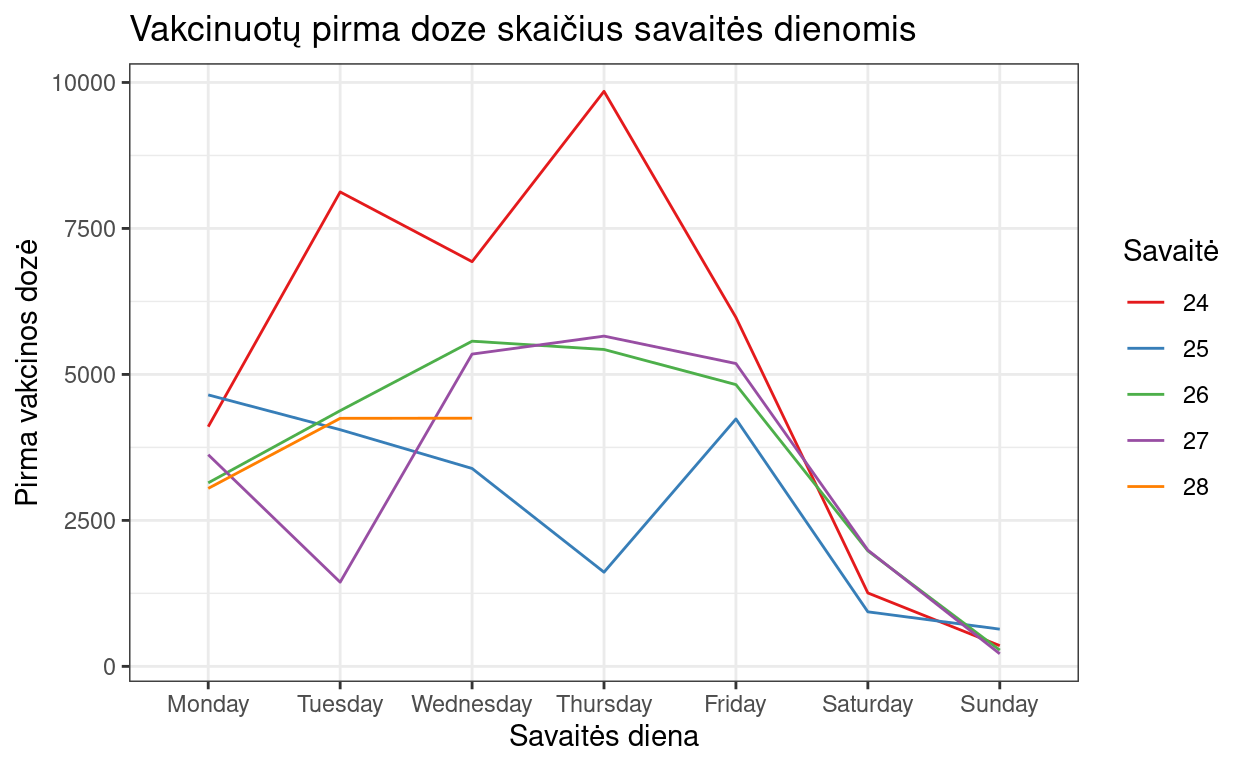 Vakcinuotų pirma doze skaičius savaitės dienomis
Pirma vakcinos dozė
10000
7500
5000
2500
0
Monday Tuesday Wednesday Thursday Friday Saturday Sunday
Savaitės diena
Savaitė
24
25
26
27
28